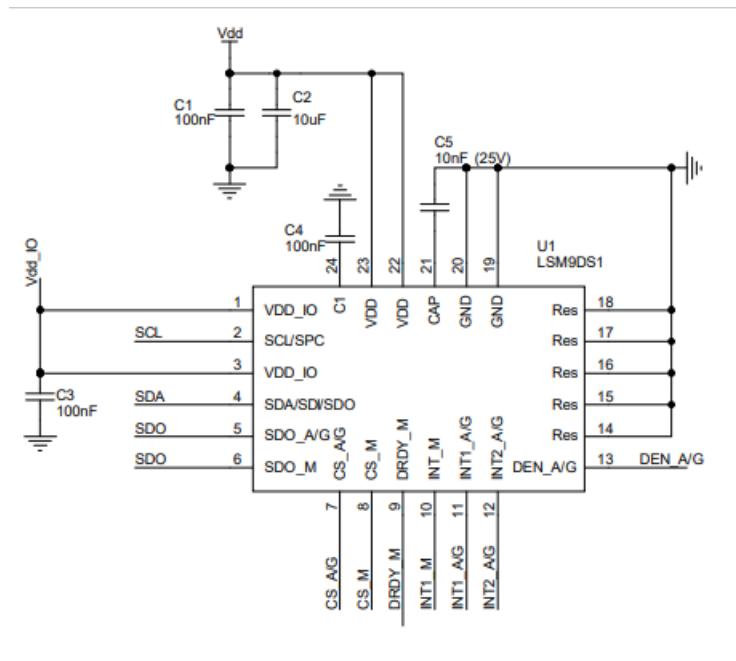 Vdd
C1
100nF
C2
10uF
C5
10nF (25V)
C4
100nF
24
23
22
21
20
19
U1
LSM9DS1
Vdd_IO
C1
VDD
VDD
CAP
GND
GND
1
VDD_IO
Res
18
SCL
2
SCL/SPC
Res
17
3
VDD_IO
Res
16
C3
100nF
SDA
4
SDA/SDI/SDO
Res
15
SDO
5
SDO_A/G
Res
14
SDO
6
SDO_M
DEN_A/G
13
DEN_A/G
CS_A/G
CS_M
DRDY_M
INT_M
INT1_A/G
INT2_A/G
7
8
9
10
11
12
CS_A/G
CS_M
DRDY_M
INT1_M
INT1_A/G
INT2_A/G